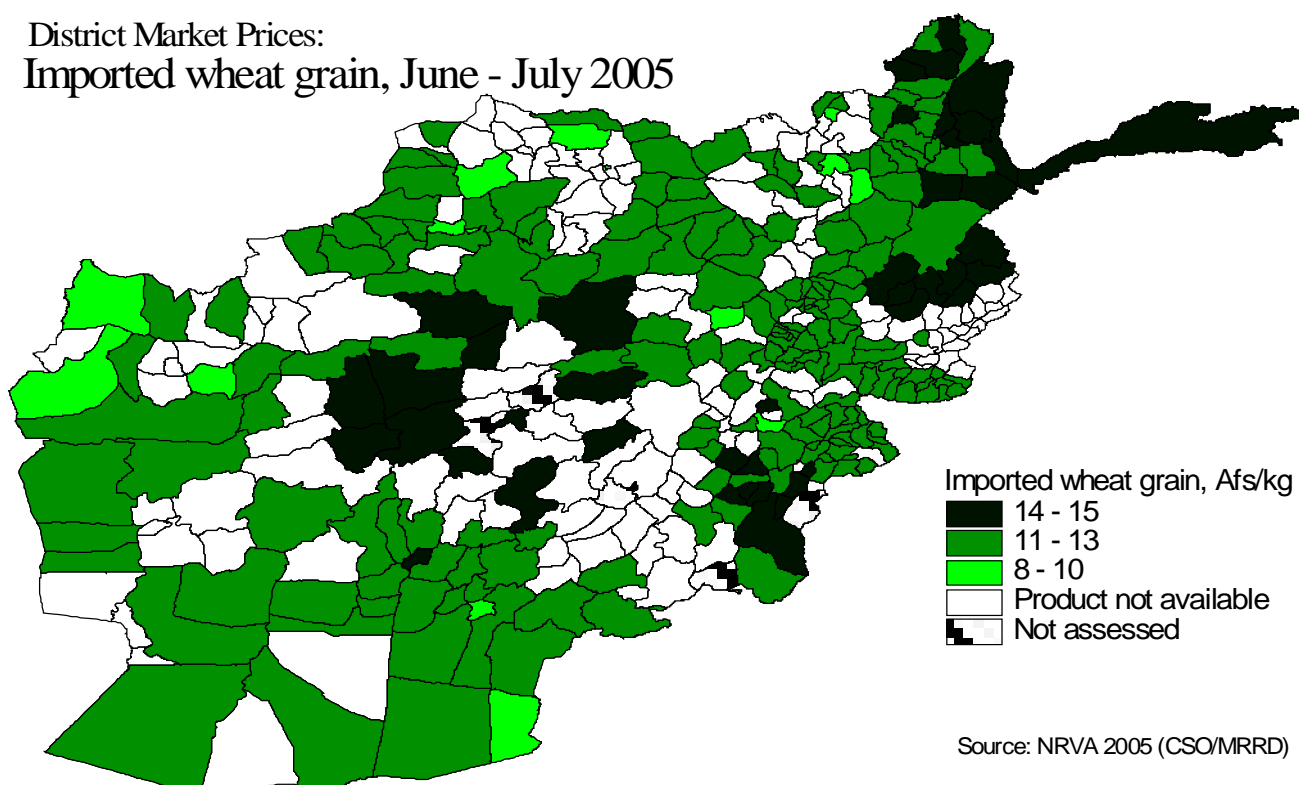 District Market Prices:
Imported wheat grain, June - July 2005
Imported wheat grain, Afs/kg
14 - 15
11 - 13
8 - 10
Product not available
Not assessed
Source: NRVA 2005 (CSO/MRRD)